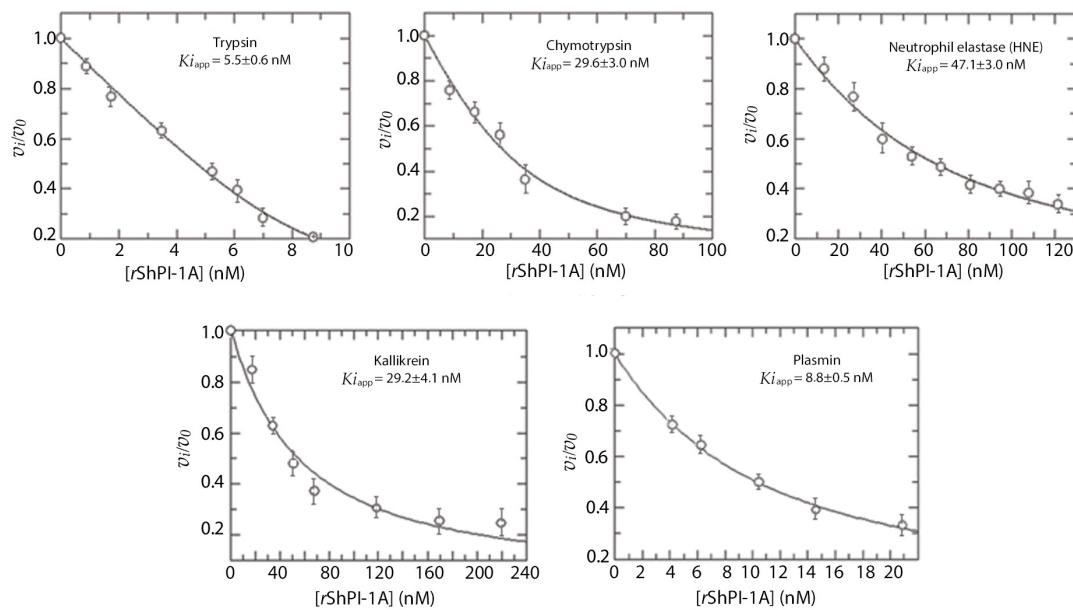 Trypsin
Kiapp = 5.5±0.6 nM
vi/v0
1.0
0.8
0.6
0.4
0.2
0 2 4 6 8 10
[rShPI-1A] (nM)
Chymotrypsin
Kiapp = 29.6±3.0 nM
vi/v0
1.0
0.8
0.6
0.4
0.2
0 20 40 60 80 100
[rShPI-1A] (nM)
Neutrophil elastase (HNE)
Kiapp = 47.1±3.0 nM
vi/v0
1.0
0.8
0.6
0.4
0.2
0 20 40 60 80 100 120
[rShPI-1A] (nM)
Kallikrein
Kiapp = 29.2±4.1 nM
vi/v0
1.0
0.8
0.6
0.4
0.2
0 40 80 120 160 200 240
[rShPI-1A] (nM)
Plasmin
Kiapp = 8.8±0.5 nM
vi/v0
1.0
0.8
0.6
0.4
0.2
0 2 4 6 8 10 12 14 16 18 20
[rShPI-1A] (nM)